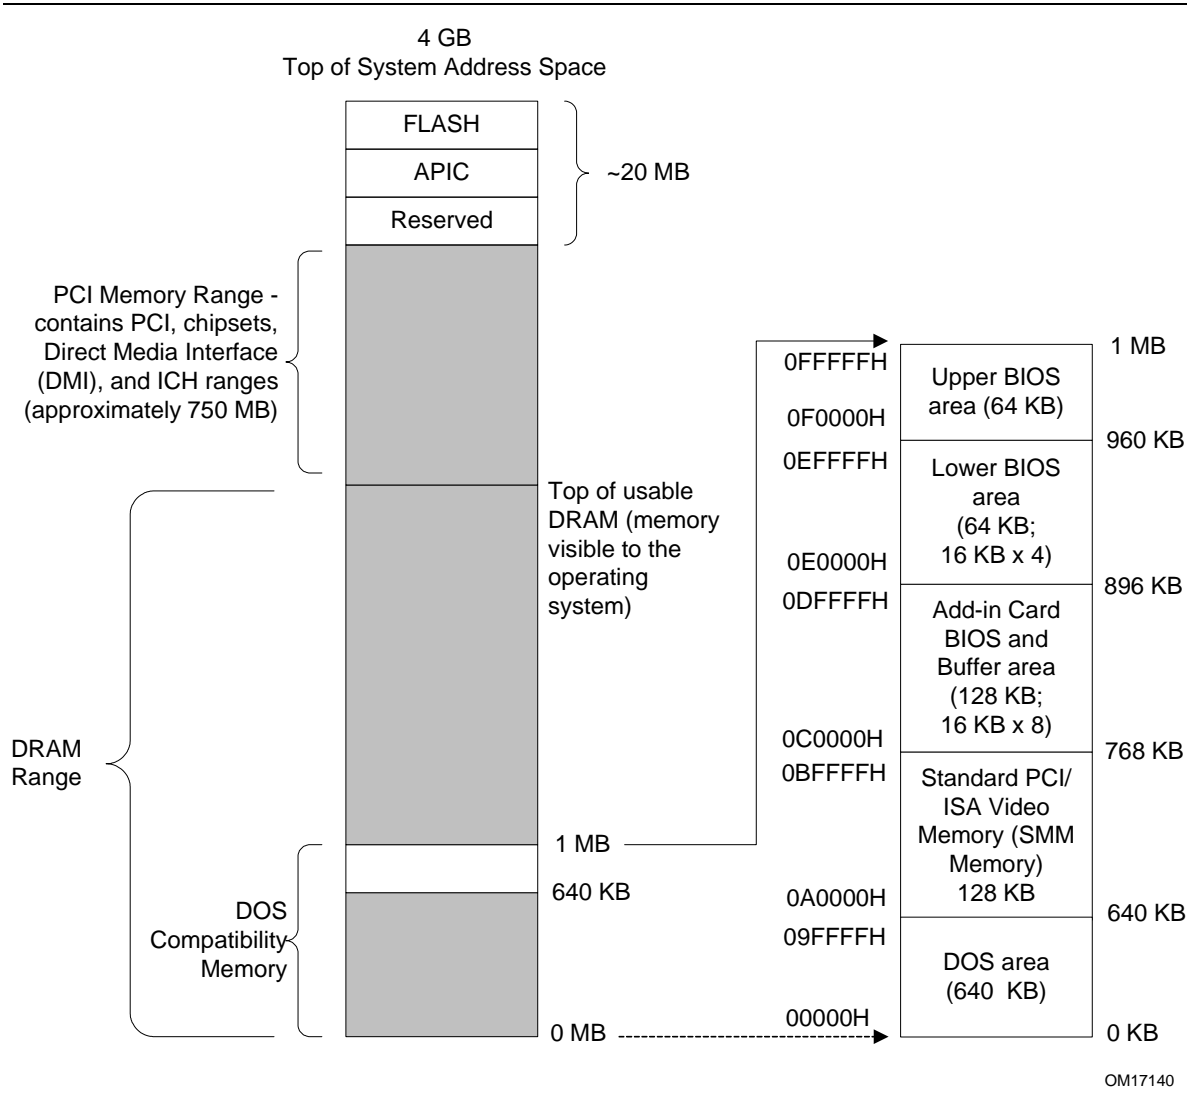 4 GB
Top of System Address Space
FLASH
APIC
Reserved
~20 MB
PCI Memory Range -
contains PCI, chipsets,
Direct Media Interface
(DMI), and ICH ranges
(approximately 750 MB)
Top of usable
DRAM (memory
visible to the
operating
system)
DRAM
Range
DOS
Compatibility
Memory
1 MB
640 KB
0 MB
0FFFFFH
0F0000H
0EFFFFH
0E0000H
0DFFFFH
0C0000H
0BFFFFH
0A0000H
09FFFFH
00000H
Upper BIOS
area (64 KB)
Lower BIOS
area
(64 KB;
16 KB x 4)
Add-in Card
BIOS and
Buffer area
(128 KB;
16 KB x 8)
Standard PCI/
ISA Video
Memory (SMM
Memory)
128 KB
DOS area
(640 KB)
1 MB
960 KB
896 KB
768 KB
640 KB
0 KB
OM17140